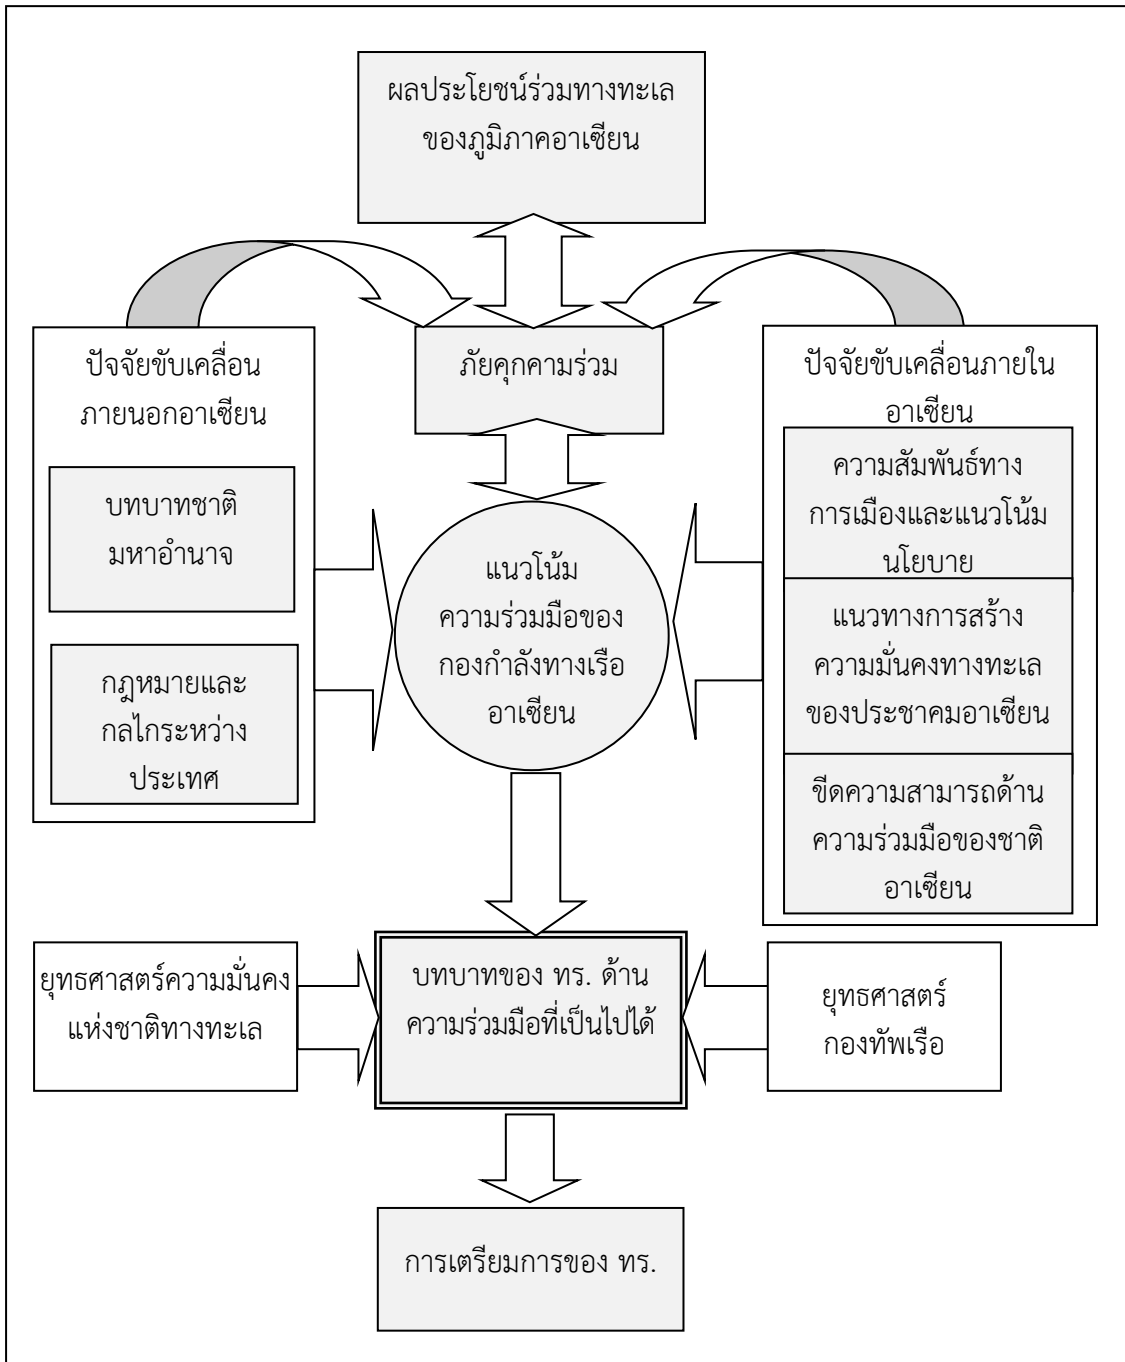 ผลประโยชน์ร่วมทางทะเล
ของภูมิภาคอาเซียน
ภัยคุกคามร่วม
ปัจจัยขับเคลื่อน
ภายนอกอาเซียน
บทบาทชาติ
มหาอำนาจ
กฎหมายและ
กลไกระหว่าง
ประเทศ
แนวโน้ม
ความร่วมมือของ
กองกำลังทางเรือ
อาเซียน
ปัจจัยขับเคลื่อนภายใน
อาเซียน
ความสัมพันธ์ทาง
การเมืองและแนวโน้ม
นโยบาย
แนวทางการสร้าง
ความมั่นคงทางทะเล
ของประชาคมอาเซียน
ขีดความสามารถด้าน
ความร่วมมือของชาติ
อาเซียน
ยุทธศาสตร์ความมั่นคง
แห่งชาติทางทะเล
บทบาทของ ทร. ด้าน
ความร่วมมือที่เป็นไปได้
ยุทธศาสตร์
กองทัพเรือ
การเตรียมการของ ทร.